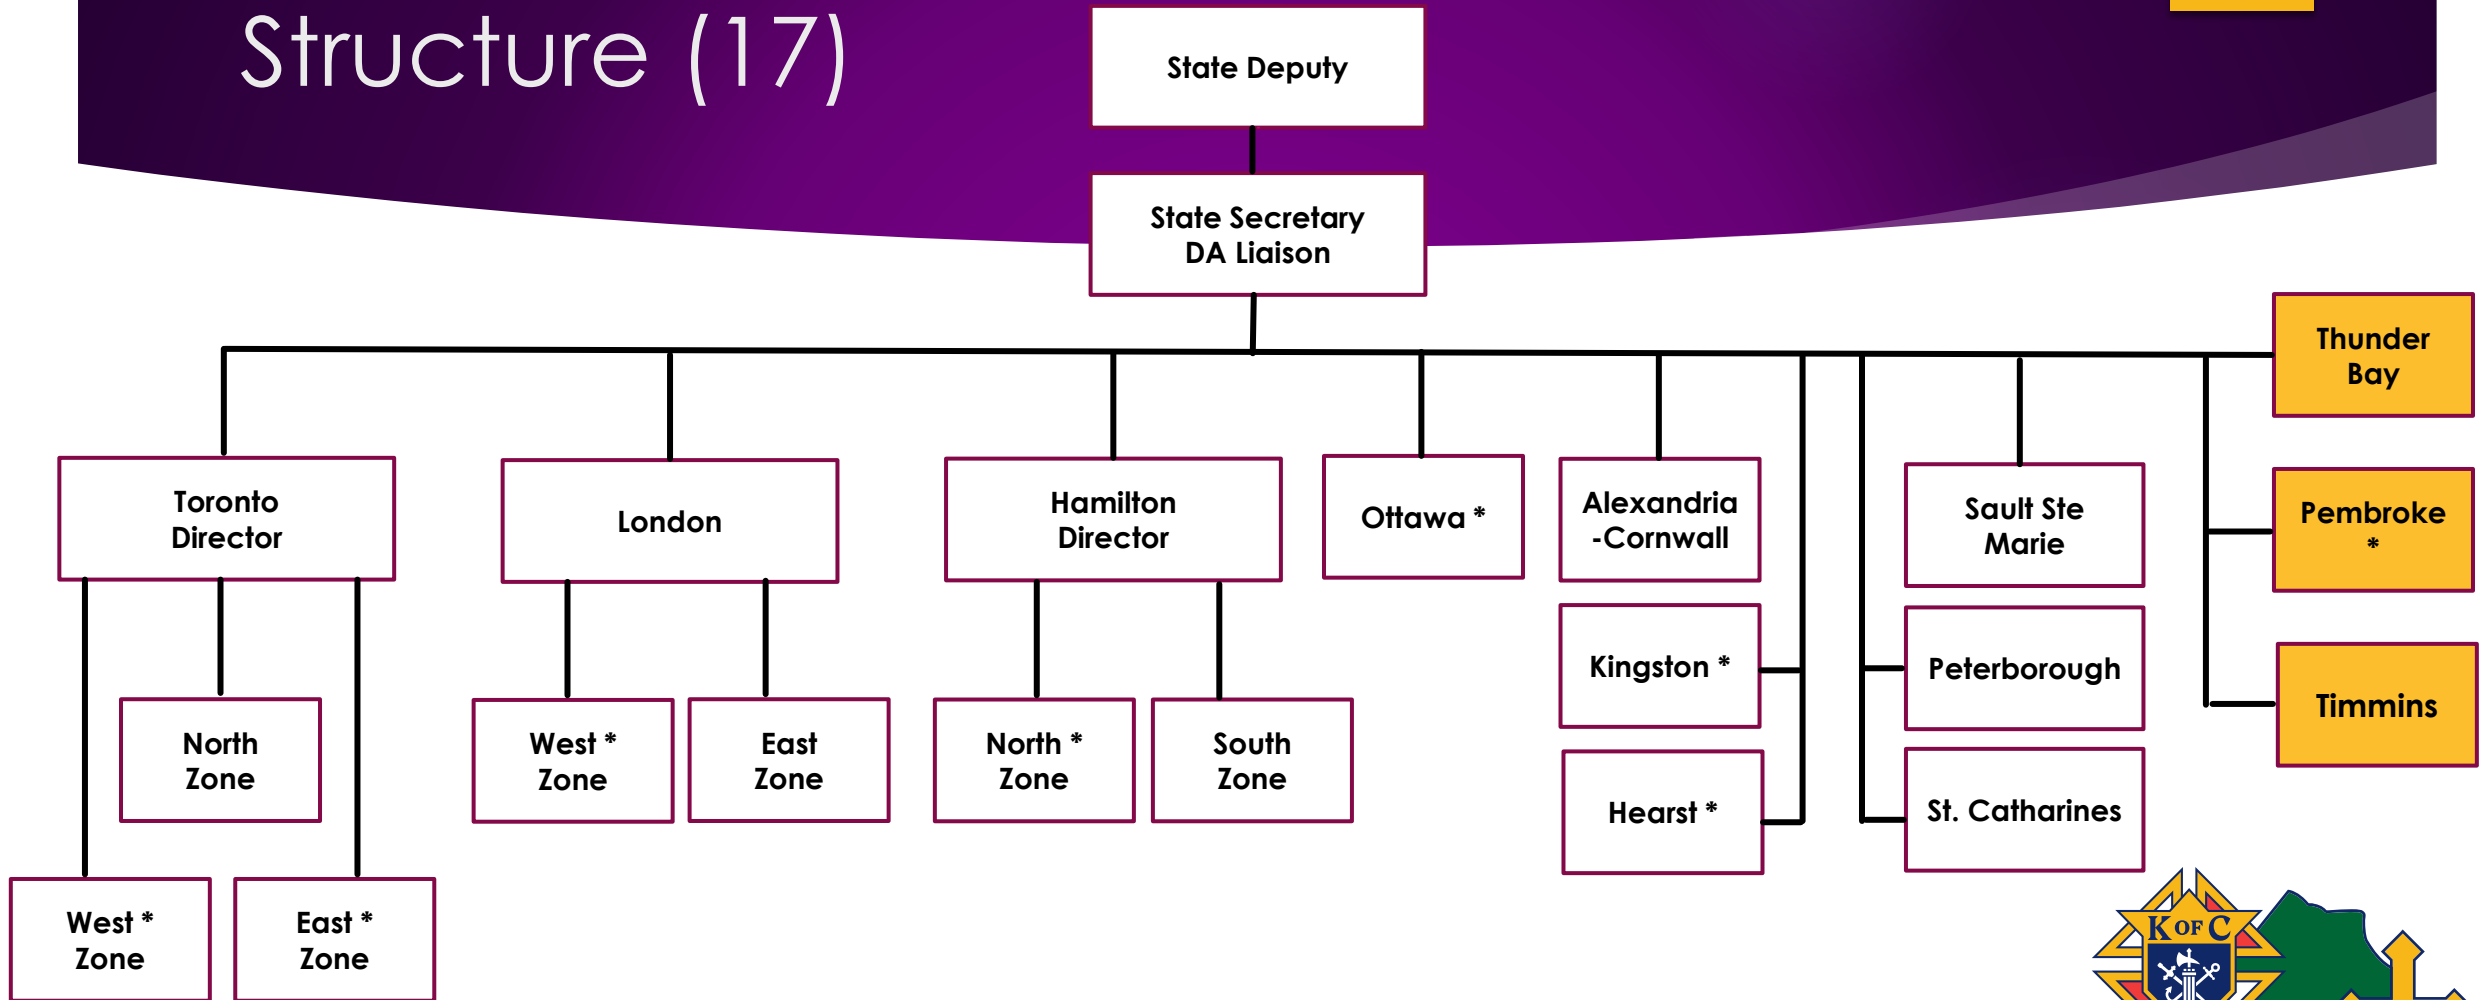 Structure (17)
State Deputy
State Secretary
DA Liaison
Thunder
Bay
Toronto
Director
London
Hamilton
Director
Ottawa *
Alexandria
-Cornwall
Sault Ste
Marie
Pembroke
*
Kingston *
Peterborough
Timmins
North
Zone
West *
Zone
East
Zone
North *
Zone
South
Zone
Hearst *
St. Catharines
West *
Zone
East *
Zone
K OF C